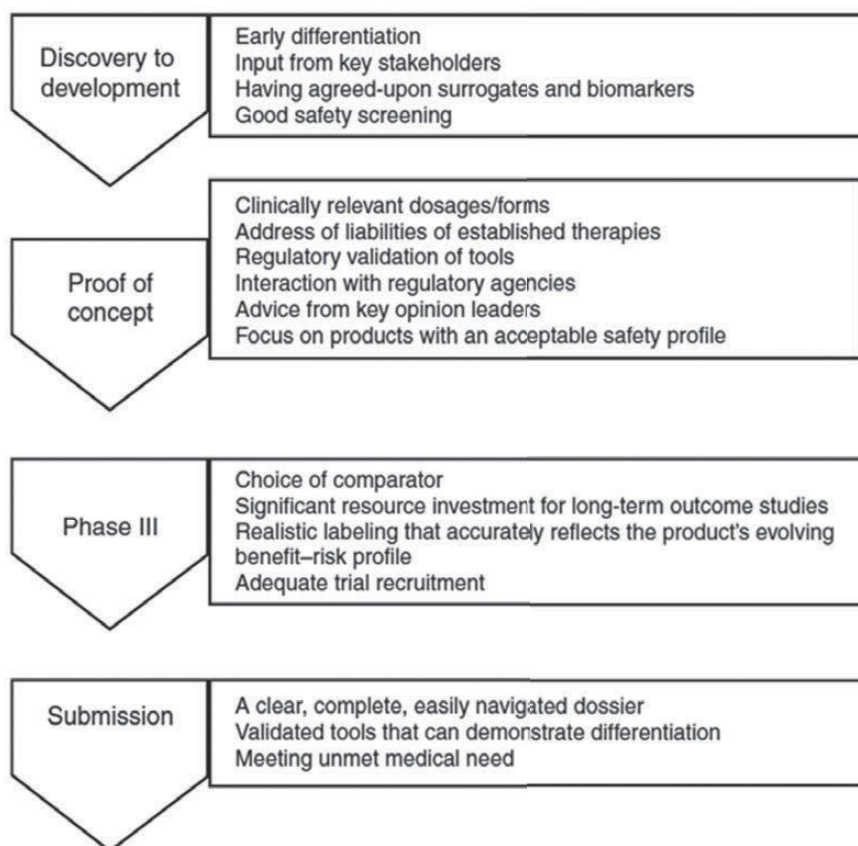 Discovery to
development
Early differentiation
Input from key stakeholders
Having agreed-upon surrogates and biomarkers
Good safety screening
Proof of
concept
Clinically relevant dosages/forms
Address of liabilities of established therapies
Regulatory validation of tools
Interaction with regulatory agencies
Advice from key opinion leaders
Focus on products with an acceptable safety profile
Phase III
Choice of comparator
Significant resource investment for long-term outcome studies
Realistic labeling that accurately reflects the product's evolving
benefit–risk profile
Adequate trial recruitment
Submission
A clear, complete, easily navigated dossier
Validated tools that can demonstrate differentiation
Meeting unmet medical need